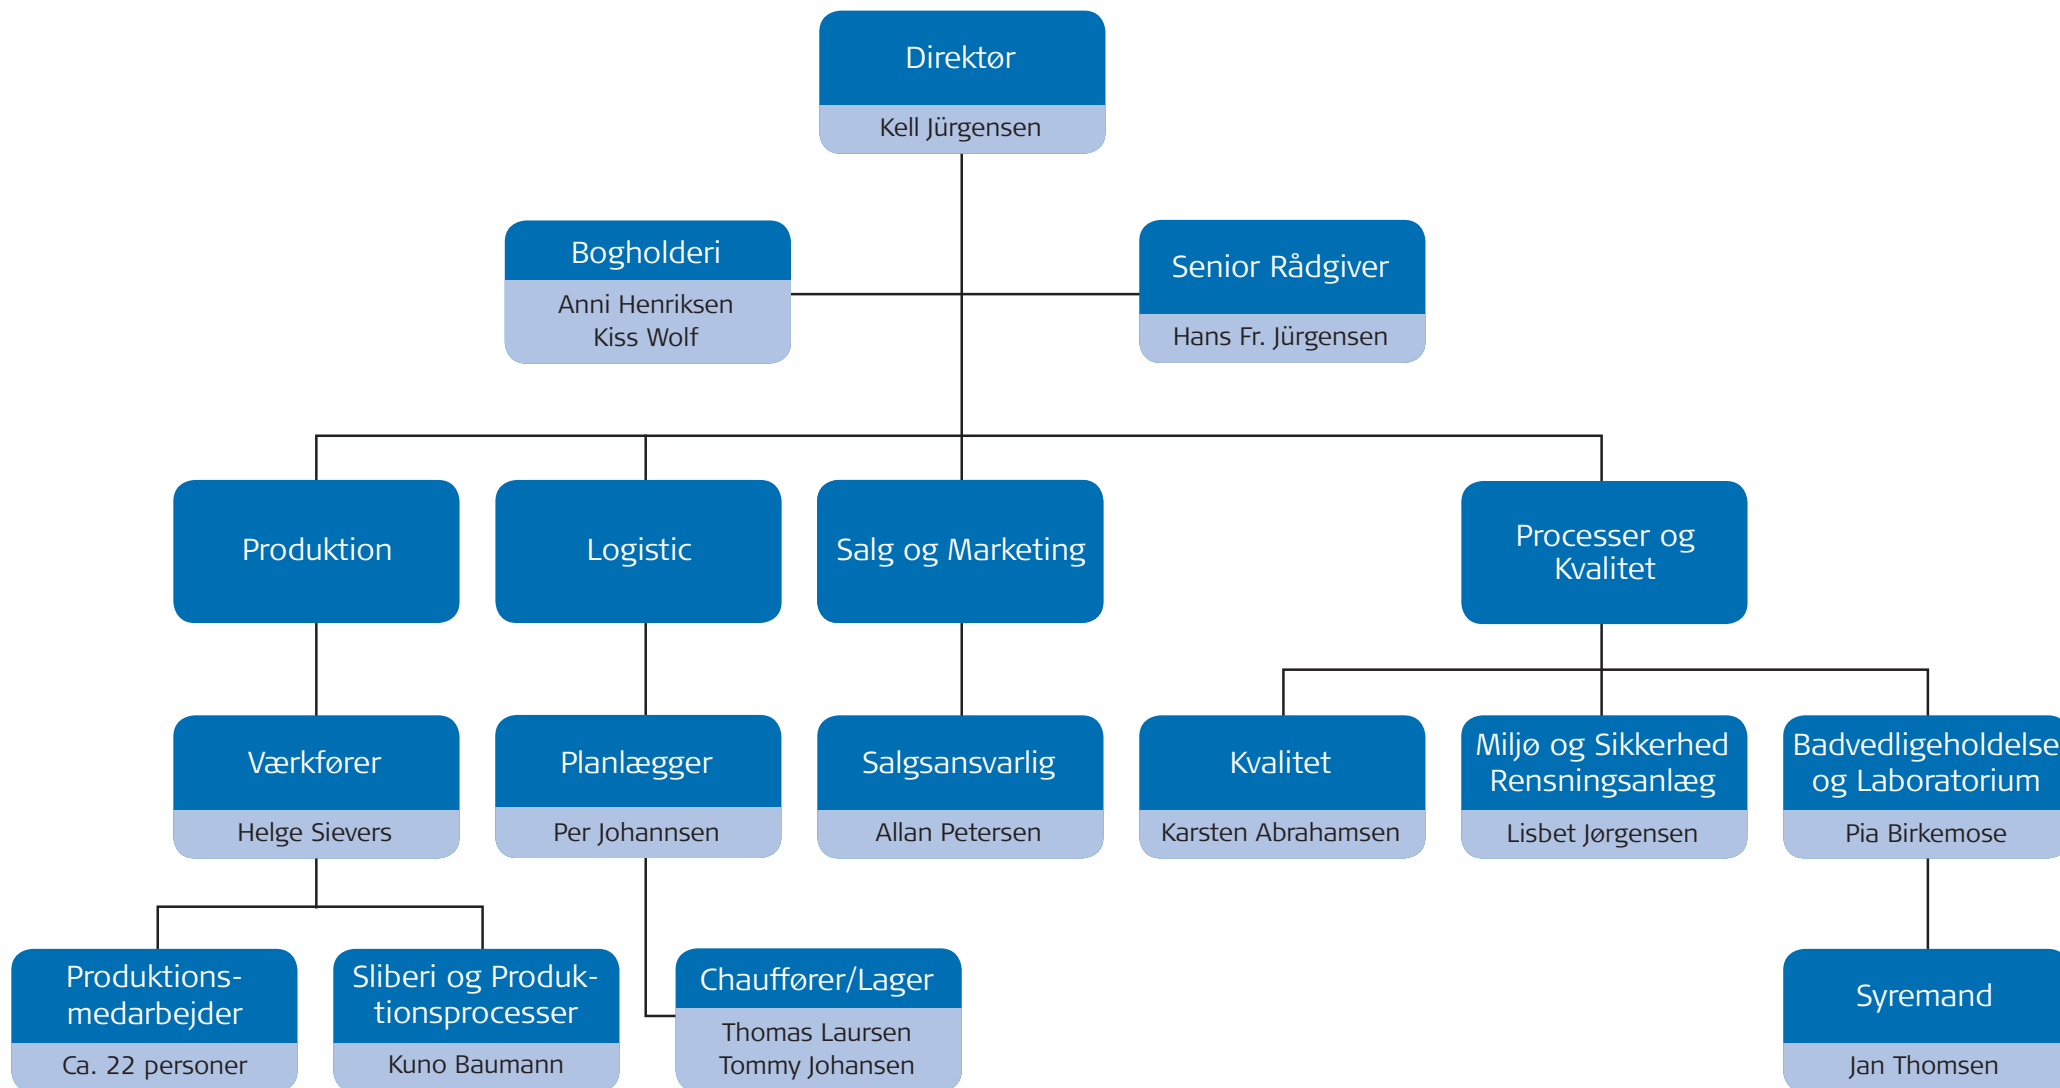 Direktør
Kell Jürgensen
Bogholderi
Anni Henriksen
Kiss Wolf
Senior Rådgiver
Hans Fr. Jürgensen
Produktion
Logistic
Salg og Marketing
Processer og
Kvalitet
Værkfører
Helge Sievers
Planlægger
Per Johannsen
Salgsansvarlig
Allan Petersen
Kvalitet
Karsten Abrahamsen
Miljø og Sikkerhed
Rensningsanlæg
Lisbet Jørgensen
Badvedligeholdelse
og Laboratorium
Pia Birkemose
Produktions-
medarbejder
Ca. 22 personer
Sliberi og Produk-
tionsprocesser
Kuno Baumann
Chauffører/Lager
Thomas Laursen
Tommy Johansen
Syremand
Jan Thomsen